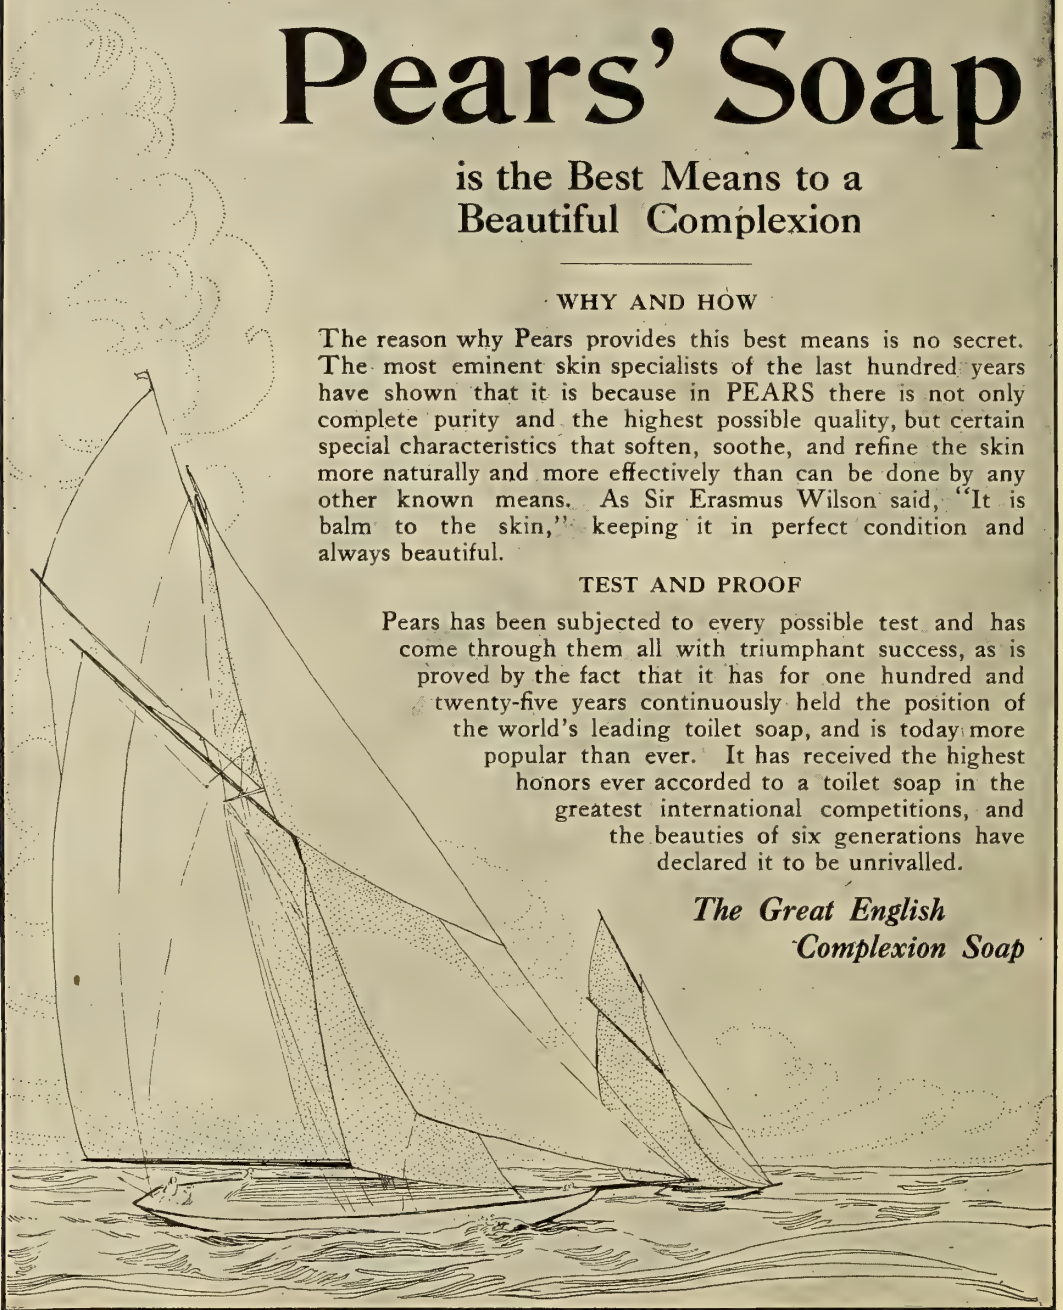 Pears' Soap
is the Best Means to a
Beautiful Complexion
WHY AND HOW
The reason why Pears provides this best means is no secret.
The most eminent skin specialists of the last hundred years
have shown that it is because in PEARS there is not only
complete purity and the highest possible quality, but certain
special characteristics that soften, soothe, and refine the skin
more naturally and more effectively than can be done by any
other known means. As Sir Erasmus Wilson said, "It is
balm to the skin," keeping it in perfect condition and
always beautiful.
TEST AND PROOF
Pears has been subjected to every possible test and has
come through them all with triumphant success, as is
proved by the fact that it has for one hundred and
twenty-five years continuously held the position of
the world's leading toilet soap, and is today more
popular than ever. It has received the highest
honors ever accorded to a toilet soap in the
greatest international competitions, and
the beauties of six generations have
declared it to be unrivalled.
The Great English
Complexion Soap